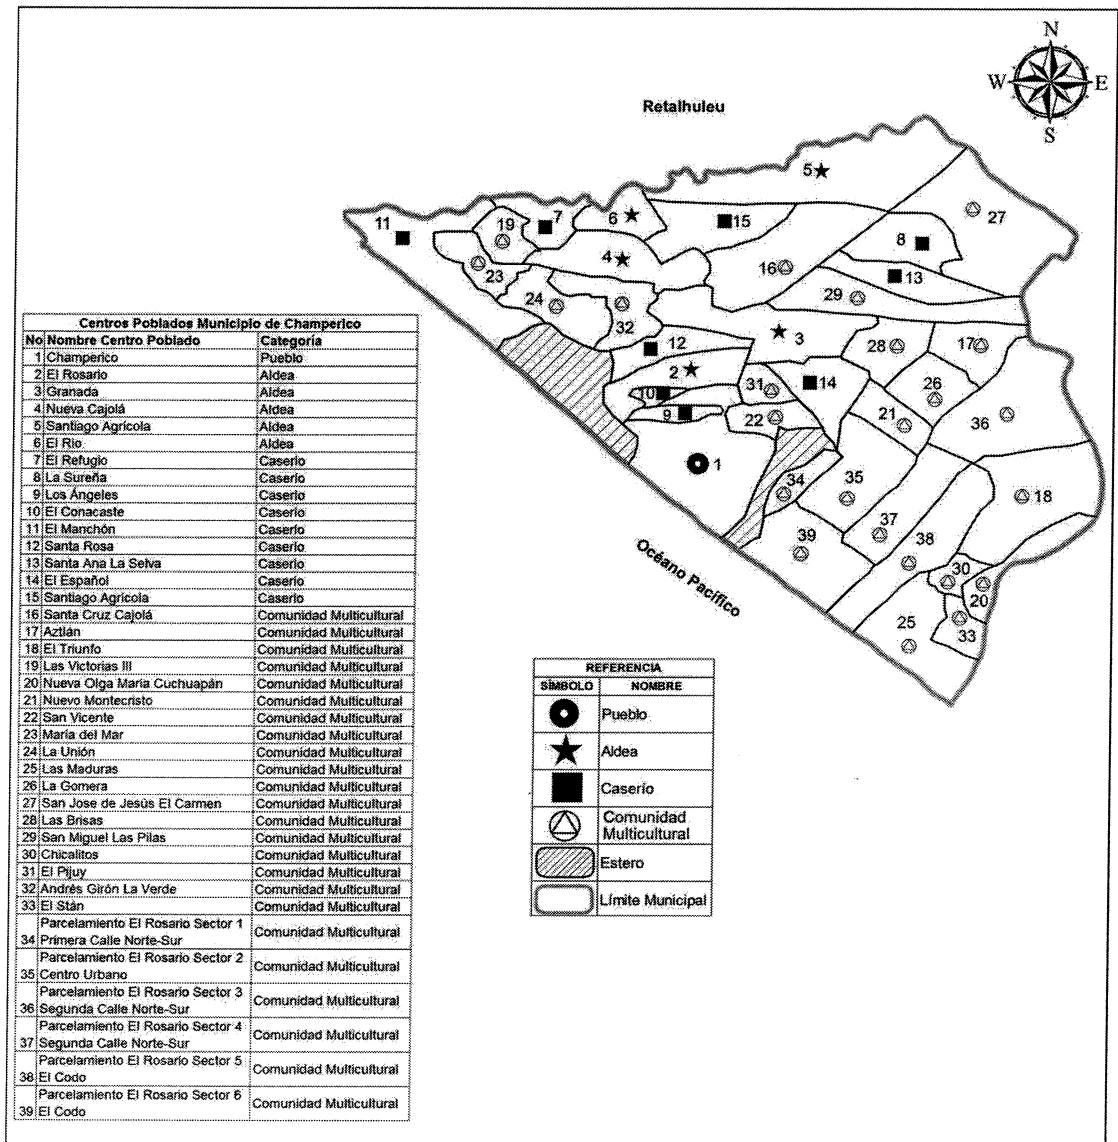 N
W E
S
Retalhuleu
5
27
11
19
7
6
15
8
23
4
16
13
24
32
29
12
3
28
17
2
31
14
26
10
9
22
21
36
1
34
35
18
39
37
38
30
20
25
33
Océano Pacífico
Centros Poblados Municipio de Champerico
No Nombre Centro Poblado Categoría
1 Champerico Pueblo
2 El Rosario Aldea
3 Granada Aldea
4 Nueva Cajolá Aldea
5 Santiago Agrícola Aldea
6 El Rio Aldea
7 El Refugio Caserío
8 La Sureña Caserío
9 Los Ángeles Caserío
10 El Conacaste Caserío
11 El Manchón Caserío
12 Santa Rosa Caserío
13 Santa Ana La Selva Caserío
14 El Español Caserío
15 Santiago Agrícola Caserío
16 Santa Cruz Cajolá Comunidad Multicultural
17 Aztlán Comunidad Multicultural
18 El Triunfo Comunidad Multicultural
19 Las Victorias III Comunidad Multicultural
20 Nueva Olga María Cuchuapán Comunidad Multicultural
21 Nuevo Montecristo Comunidad Multicultural
22 San Vicente Comunidad Multicultural
23 María del Mar Comunidad Multicultural
24 La Unión Comunidad Multicultural
25 Las Maduras Comunidad Multicultural
26 La Gomera Comunidad Multicultural
27 San Jose de Jesús El Carmen Comunidad Multicultural
28 Las Brisas Comunidad Multicultural
29 San Miguel Las Pilas Comunidad Multicultural
30 Chicalitos Comunidad Multicultural
31 El Pijuy Comunidad Multicultural
32 Andrés Girón La Verde Comunidad Multicultural
33 El Stán Comunidad Multicultural
Parcelamiento El Rosario Sector 1
34 Primera Calle Norte-Sur Comunidad Multicultural
Parcelamiento El Rosario Sector 2
35 Centro Urbano Comunidad Multicultural
Parcelamiento El Rosario Sector 3
36 Segunda Calle Norte-Sur Comunidad Multicultural
Parcelamiento El Rosario Sector 4
37 Segunda Calle Norte-Sur Comunidad Multicultural
Parcelamiento El Rosario Sector 5
38 El Codo Comunidad Multicultural
Parcelamiento El Rosario Sector 6
39 El Codo Comunidad Multicultural
REFERENCIA
SÍMBOLO NOMBRE
Pueblo
Aldea
Caserío
Comunidad
Multicultural
Estero
Límite Municipal